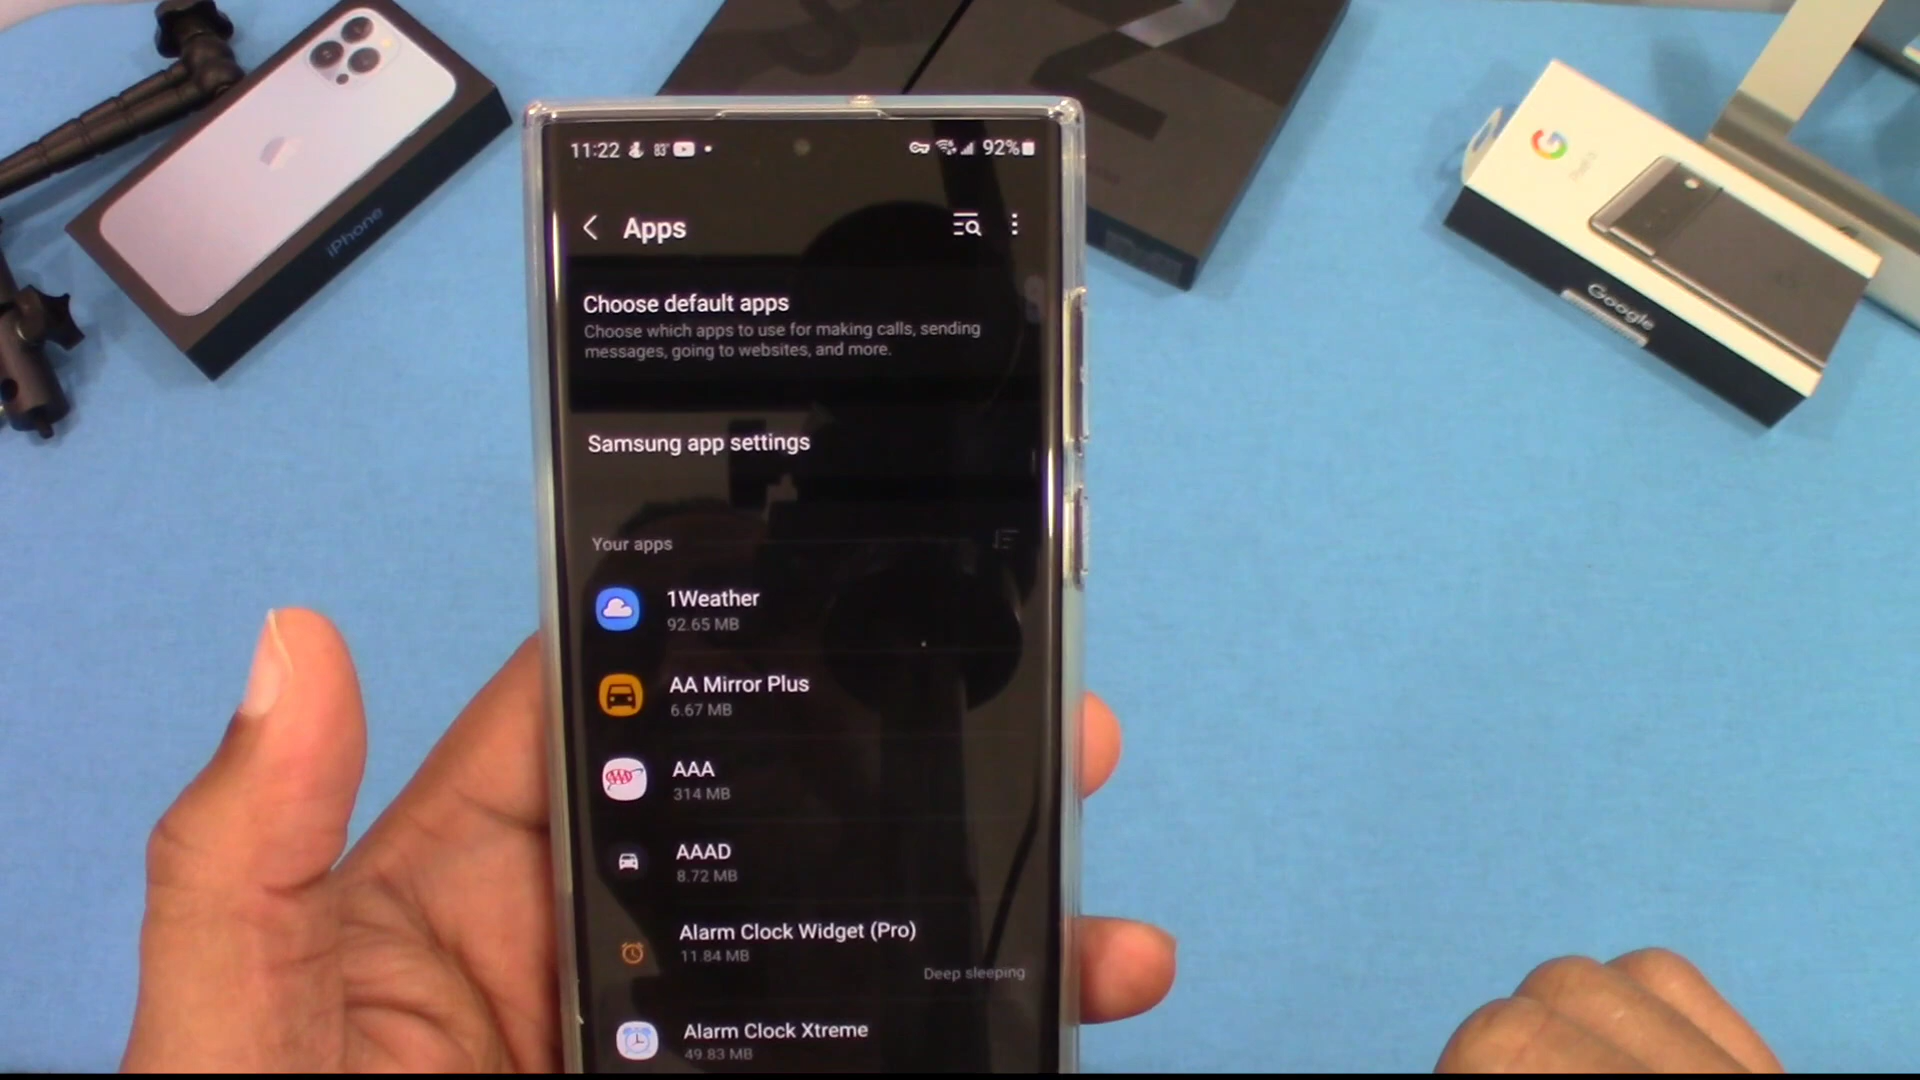 11:22 83° 92%
Apps
Choose default apps
Choose which apps to use for making calls, sending
messages, going to websites, and more.
Samsung app settings
Your apps
1Weather
92.65 MB
AA Mirror Plus
6.67 MB
AAA
314 MB
AAAD
8.72 MB
Alarm Clock Widget (Pro)
11.84 MB
Deep sleeping
Alarm Clock Xtreme
49.83 MB
iPhone
G
Google